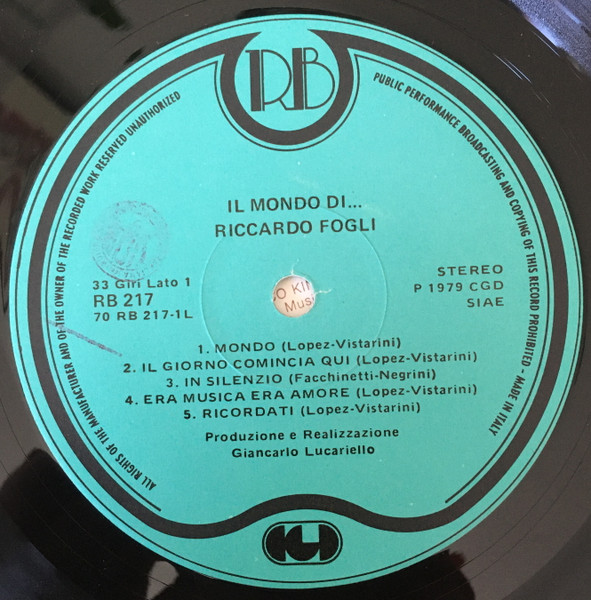 RB
ALL RIGHTS OF THE MANUFACTURER AND OF THE OWNER OF THE RECORDED WORK RESERVED UNAUTHORIZED
PUBLIC PERFORMANCE BROADCASTING AND COPYING OF THIS RECORD PROHIBITED - MADE IN ITALY
IL MONDO DI...
RICCARDO FOGLI
33 Giri Lato 1
RB 217
70 RB 217-1L
STEREO
P 1979 CGD
SIAE
1. MONDO (Lopez-Vistarini)
2. IL GIORNO COMINCIA QUI (Lopez-Vistarini)
3. IN SILENZIO (Facchinetti-Negrini)
4. ERA MUSICA ERA AMORE (Lopez-Vistarini)
5. RICORDATI (Lopez-Vistarini)
Produzione e Realizzazione
Giancarlo Lucariello
CGD